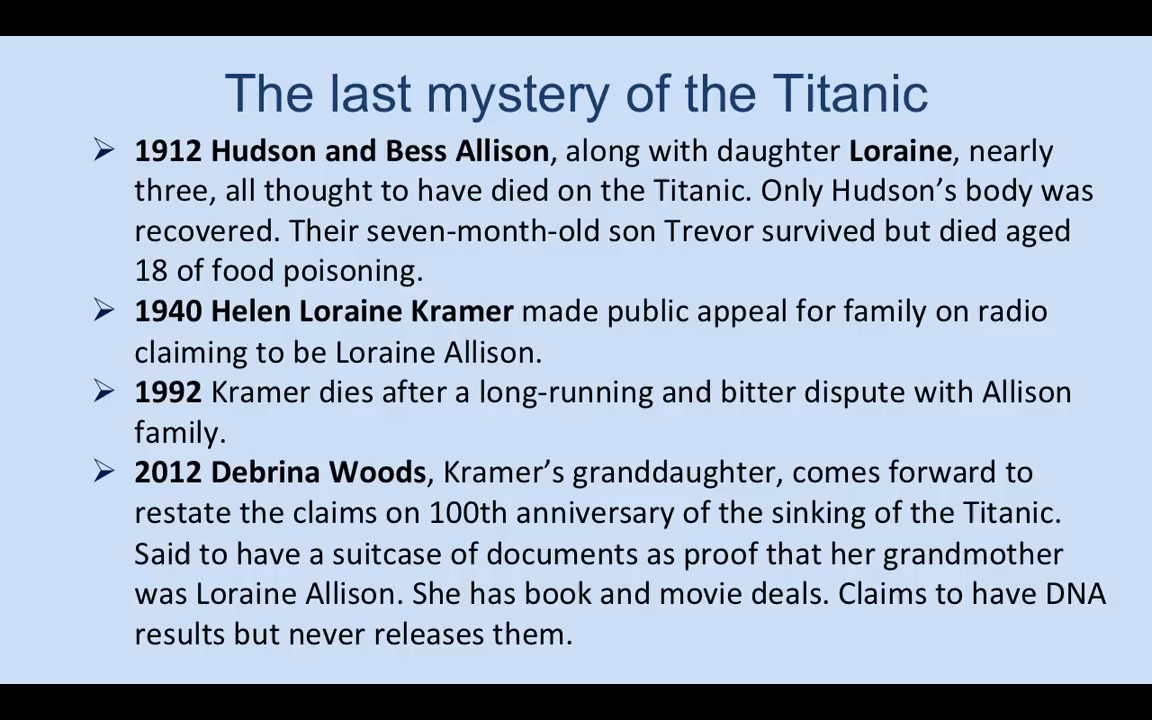 The last mystery of the Titanic
➢ 1912 Hudson and Bess Allison, along with daughter Loraine, nearly
three, all thought to have died on the Titanic. Only Hudson’s body was
recovered. Their seven-month-old son Trevor survived but died aged
18 of food poisoning.
➢ 1940 Helen Loraine Kramer made public appeal for family on radio
claiming to be Loraine Allison.
➢ 1992 Kramer dies after a long-running and bitter dispute with Allison
family.
➢ 2012 Debrina Woods, Kramer’s granddaughter, comes forward to
restate the claims on 100th anniversary of the sinking of the Titanic.
Said to have a suitcase of documents as proof that her grandmother
was Loraine Allison. She has book and movie deals. Claims to have DNA
results but never releases them.